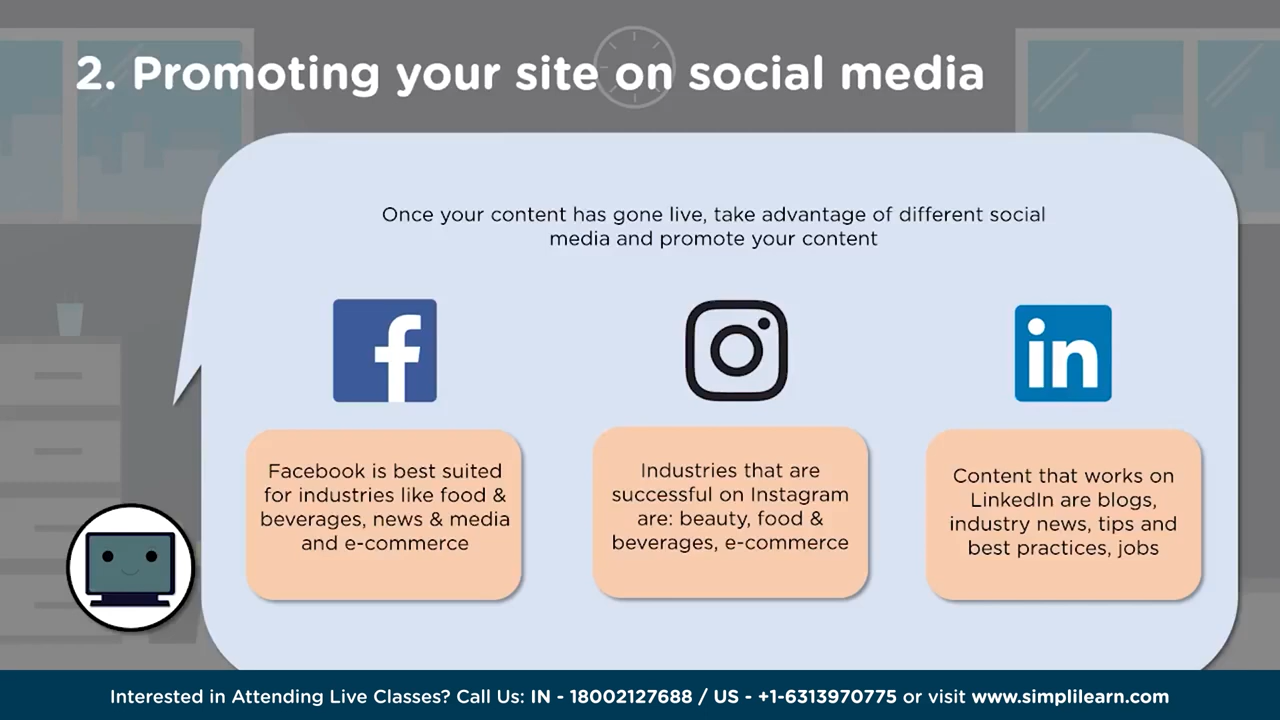 2. Promoting your site on social media
Once your content has gone live, take advantage of different social
media and promote your content
f
in
Facebook is best suited
for industries like food &
beverages, news & media
and e-commerce
Industries that are
successful on Instagram
are: beauty, food &
beverages, e-commerce
Content that works on
LinkedIn are blogs,
industry news, tips and
best practices, jobs
Interested in Attending Live Classes? Call Us: IN - 18002127688 / US - +1-6313970775 or visit www.simplilearn.com